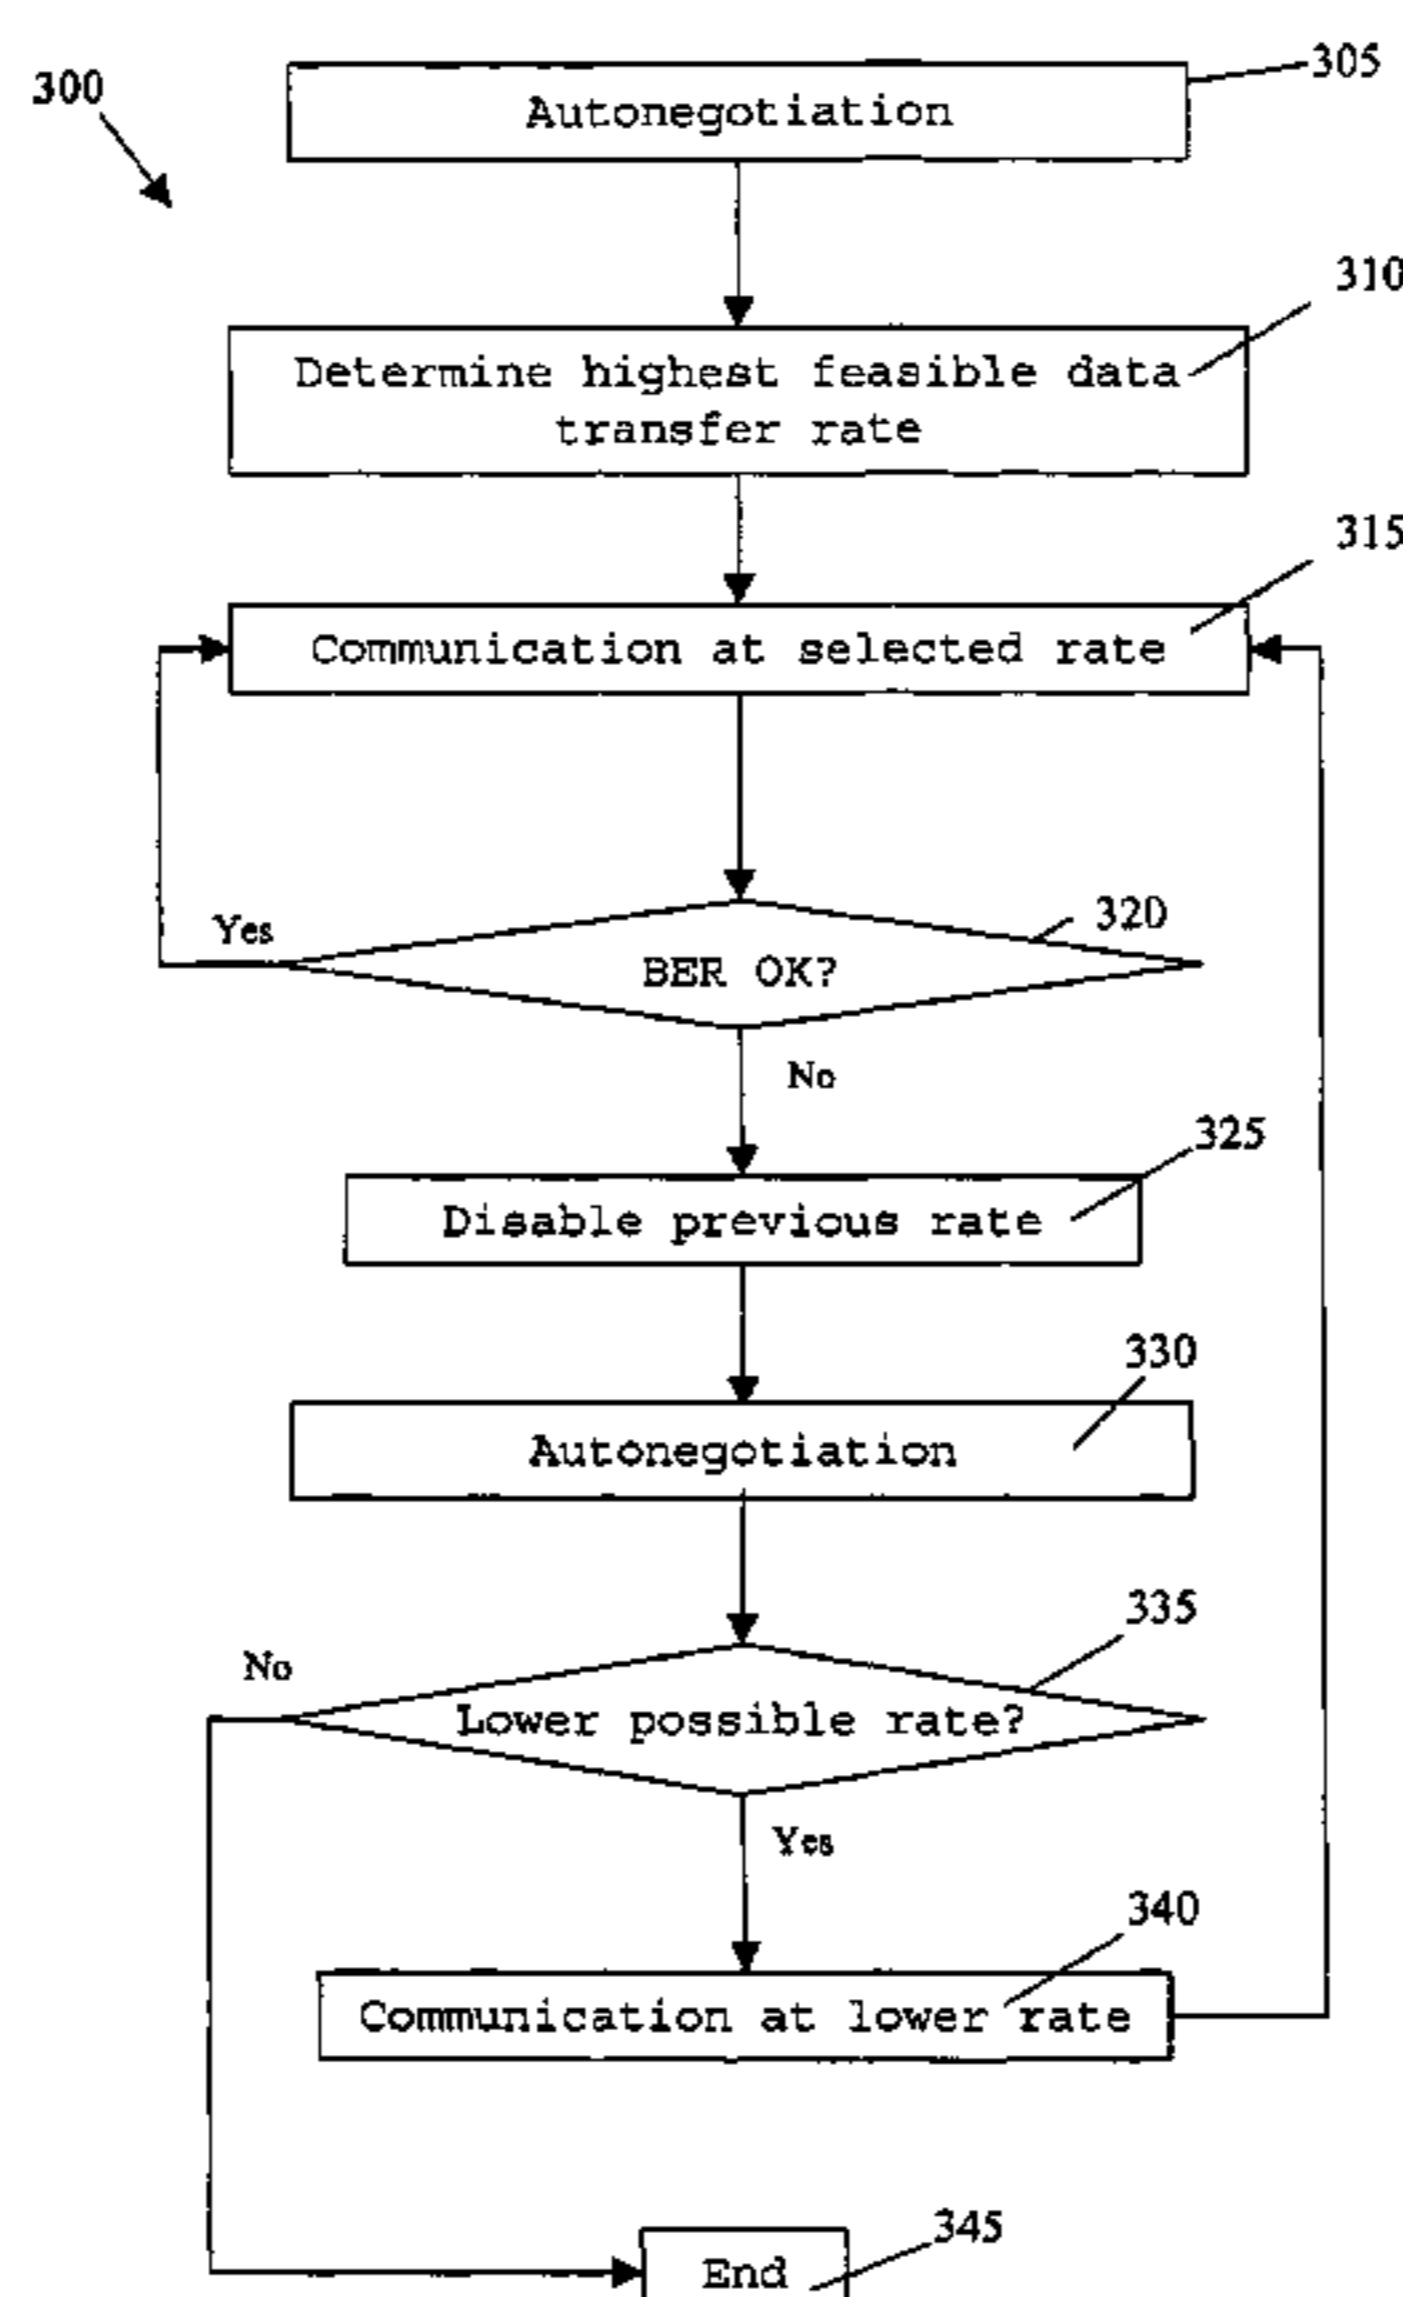 300
305
Autonegotiation
310
Determine highest feasible data
transfer rate
315
Communication at selected rate
320
Yes
BER OK?
No
325
Disable previous rate
330
Autonegotiation
335
No
Lower possible rate?
Yes
340
Communication at lower rate
345
End